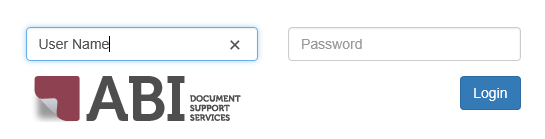 User Name ×
Password
ABI
DOCUMENT
SUPPORT
SERVICES
Login